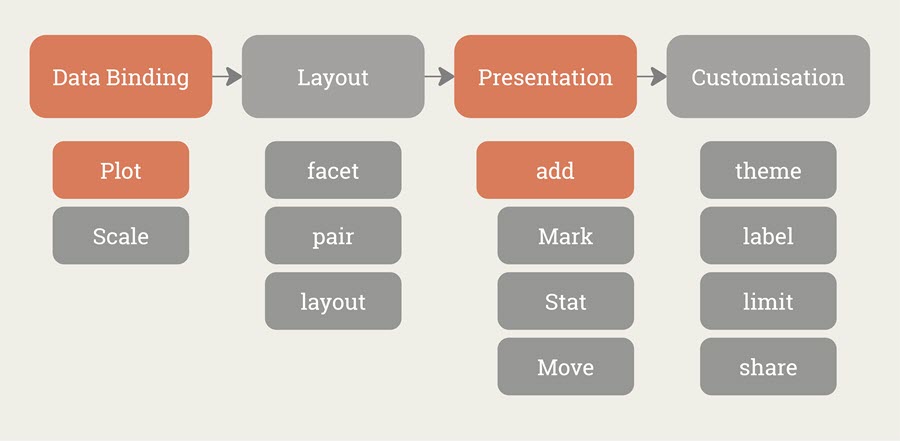 Data Binding
Layout
Presentation
Customisation
Plot
Scale
facet
pair
layout
add
Mark
Stat
Move
theme
label
limit
share